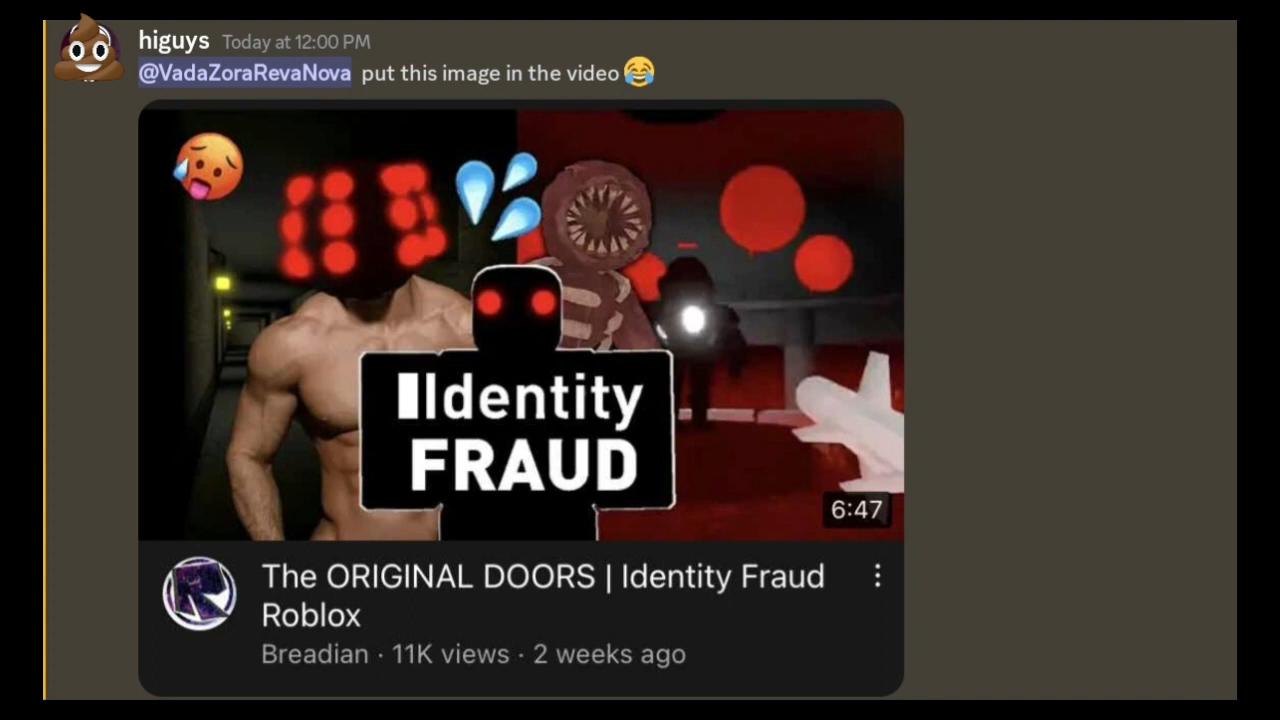 higuys Today at 12:00 PM
@VadaZoraRevaNova put this image in the video 😂
Identity
FRAUD
6:47
The ORIGINAL DOORS | Identity Fraud
Roblox
Breadian · 11K views · 2 weeks ago